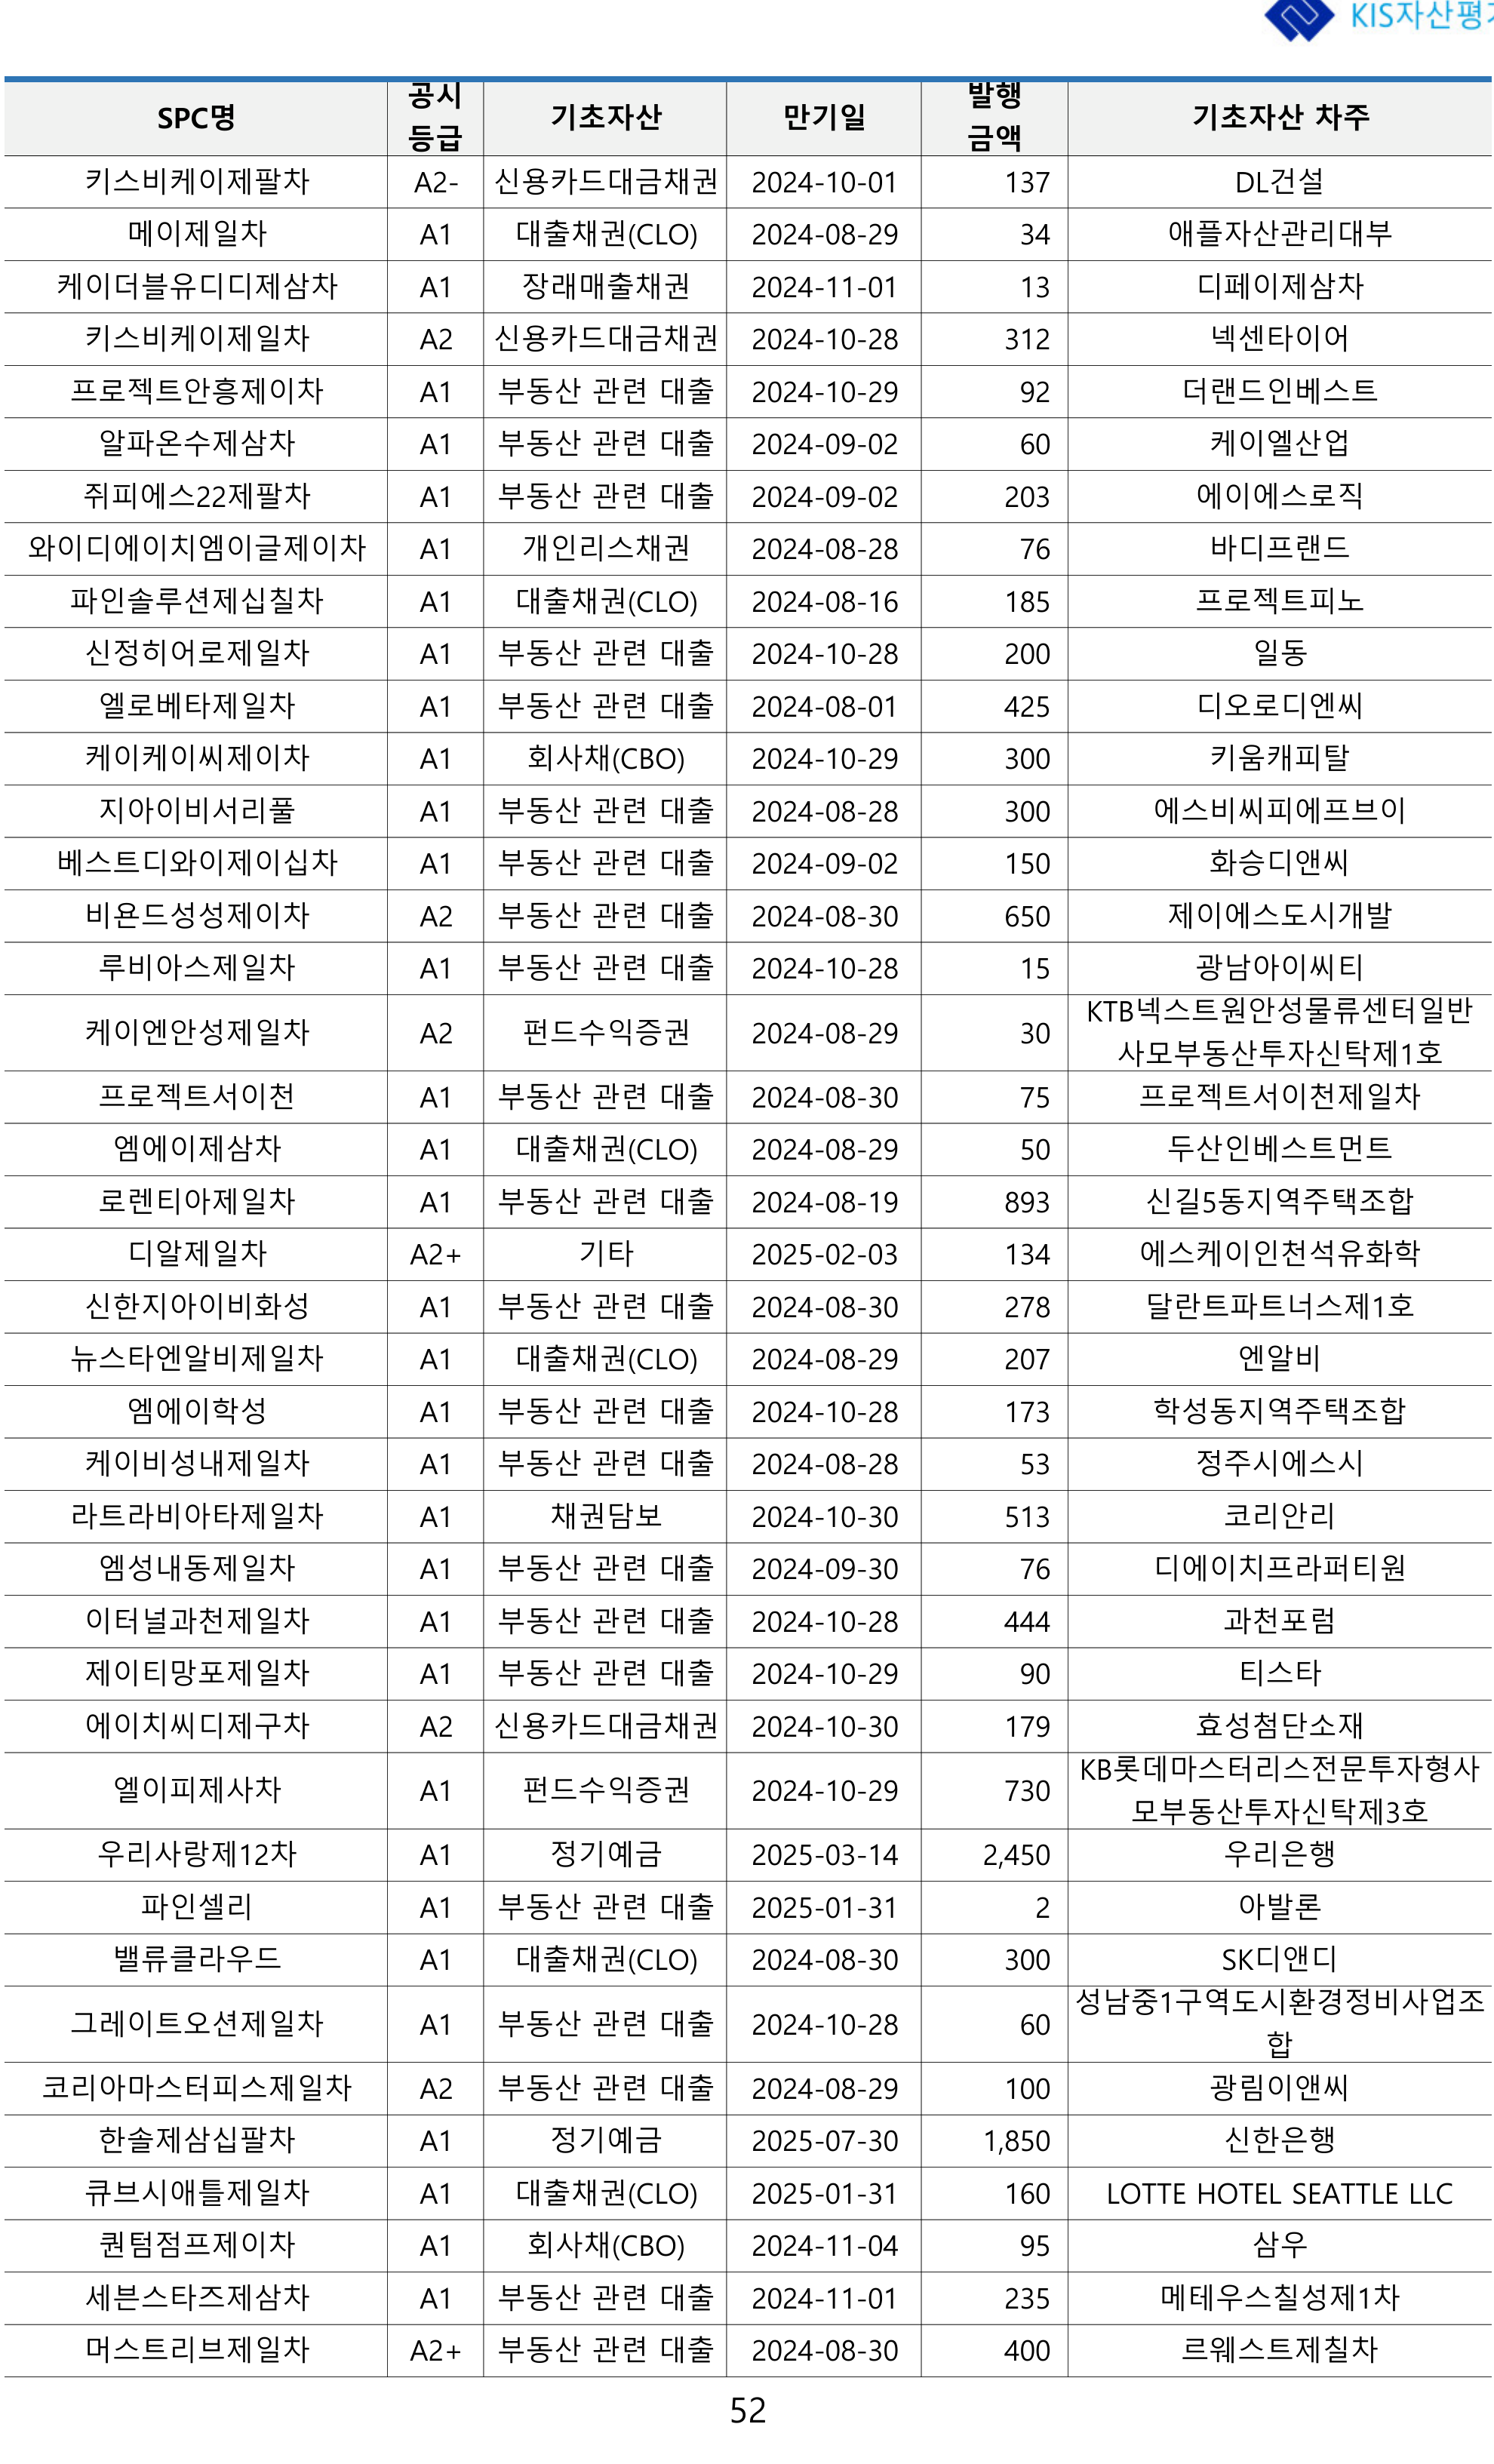 KIS자산평가
SPC명 공시등급 기초자산 만기일 발행금액 기초자산 차주
키스비케이제팔차 A2- 신용카드대금채권 2024-10-01 137 DL건설
메이제일차 A1 대출채권(CLO) 2024-08-29 34 애플자산관리대부
케이더블유디디제삼차 A1 장래매출채권 2024-11-01 13 디페이제삼차
키스비케이제일차 A2 신용카드대금채권 2024-10-28 312 넥센타이어
프로젝트안흥제이차 A1 부동산 관련 대출 2024-10-29 92 더랜드인베스트
알파온수제삼차 A1 부동산 관련 대출 2024-09-02 60 케이엘산업
쥐피에스22제팔차 A1 부동산 관련 대출 2024-09-02 203 에이에스로직
와이디에이치엠이글제이차 A1 개인리스채권 2024-08-28 76 바디프랜드
파인솔루션제십칠차 A1 대출채권(CLO) 2024-08-16 185 프로젝트피노
신정히어로제일차 A1 부동산 관련 대출 2024-10-28 200 일동
엘로베타제일차 A1 부동산 관련 대출 2024-08-01 425 디오로디엔씨
케이케이씨제이차 A1 회사채(CBO) 2024-10-29 300 키움캐피탈
지아이비서리풀 A1 부동산 관련 대출 2024-08-28 300 에스비씨피에프브이
베스트디와이제이십차 A1 부동산 관련 대출 2024-09-02 150 화승디앤씨
비욘드성성제이차 A2 부동산 관련 대출 2024-08-30 650 제이에스도시개발
루비아스제일차 A1 부동산 관련 대출 2024-10-28 15 광남아이씨티
케이엔안성제일차 A2 펀드수익증권 2024-08-29 30 KTB넥스트원안성물류센터일반
사모부동산투자신탁제1호
프로젝트서이천 A1 부동산 관련 대출 2024-08-30 75 프로젝트서이천제일차
엠에이제삼차 A1 대출채권(CLO) 2024-08-29 50 두산인베스트먼트
로렌티아제일차 A1 부동산 관련 대출 2024-08-19 893 신길5동지역주택조합
디알제일차 A2+ 기타 2025-02-03 134 에스케이인천석유화학
신한지아이비화성 A1 부동산 관련 대출 2024-08-30 278 달란트파트너스제1호
뉴스타엔알비제일차 A1 대출채권(CLO) 2024-08-29 207 엔알비
엠에이학성 A1 부동산 관련 대출 2024-10-28 173 학성동지역주택조합
케이비성내제일차 A1 부동산 관련 대출 2024-08-28 53 정주시에스시
라트라비아타제일차 A1 채권담보 2024-10-30 513 코리안리
엠성내동제일차 A1 부동산 관련 대출 2024-09-30 76 디에이치프라퍼티원
이터널과천제일차 A1 부동산 관련 대출 2024-10-28 444 과천포럼
제이티망포제일차 A1 부동산 관련 대출 2024-10-29 90 티스타
에이치씨디제구차 A2 신용카드대금채권 2024-10-30 179 효성첨단소재
엘이피제사차 A1 펀드수익증권 2024-10-29 730 KB롯데마스터리스전문투자형사
모부동산투자신탁제3호
우리사랑제12차 A1 정기예금 2025-03-14 2,450 우리은행
파인셀리 A1 부동산 관련 대출 2025-01-31 2 아발론
밸류클라우드 A1 대출채권(CLO) 2024-08-30 300 SK디앤디
그레이트오션제일차 A1 부동산 관련 대출 2024-10-28 60 성남중1구역도시환경정비사업조
합
코리아마스터피스제일차 A2 부동산 관련 대출 2024-08-29 100 광림이앤씨
한솔제삼십팔차 A1 정기예금 2025-07-30 1,850 신한은행
큐브시애틀제일차 A1 대출채권(CLO) 2025-01-31 160 LOTTE HOTEL SEATTLE LLC
퀀텀점프제이차 A1 회사채(CBO) 2024-11-04 95 삼우
세븐스타즈제삼차 A1 부동산 관련 대출 2024-11-01 235 메테우스칠성제1차
머스트리브제일차 A2+ 부동산 관련 대출 2024-08-30 400 르웨스트제칠차
52